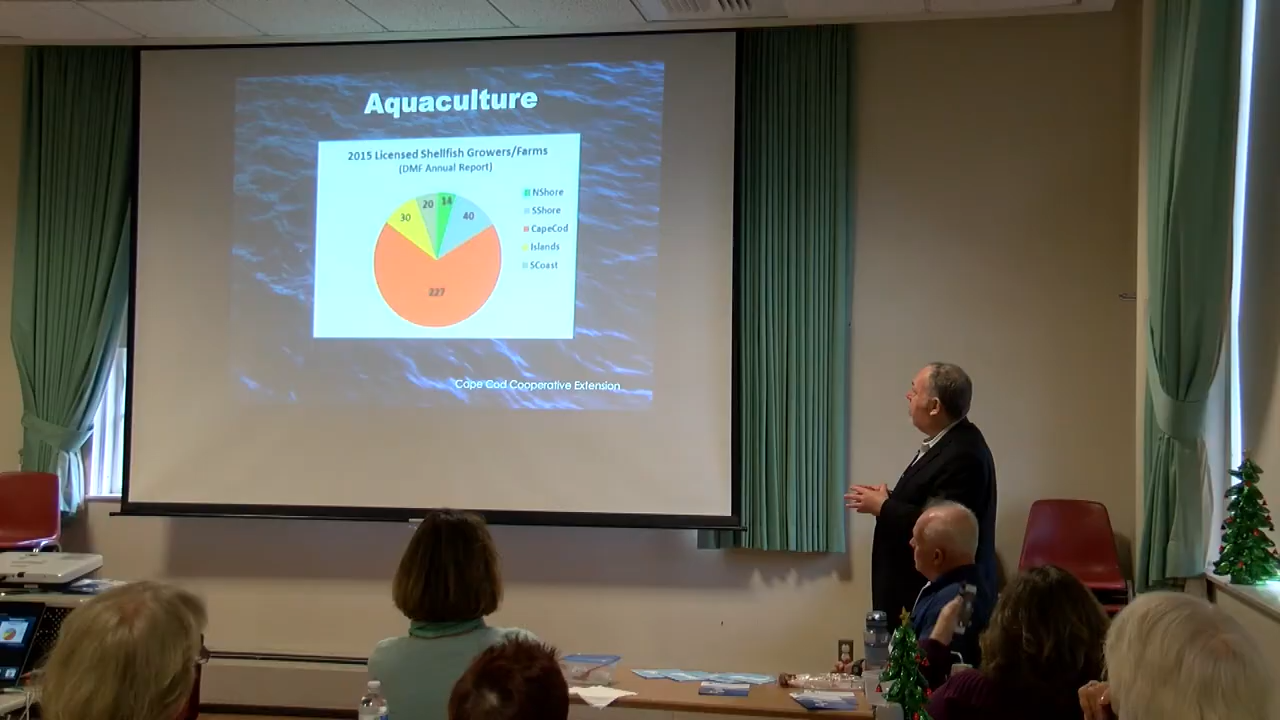 Aquaculture
2015 Licensed Shellfish Growers/Farms
(DMF Annual Report)
14
20
30
40
227
NShore
SShore
CapeCod
Islands
SCoast
Cape Cod Cooperative Extension